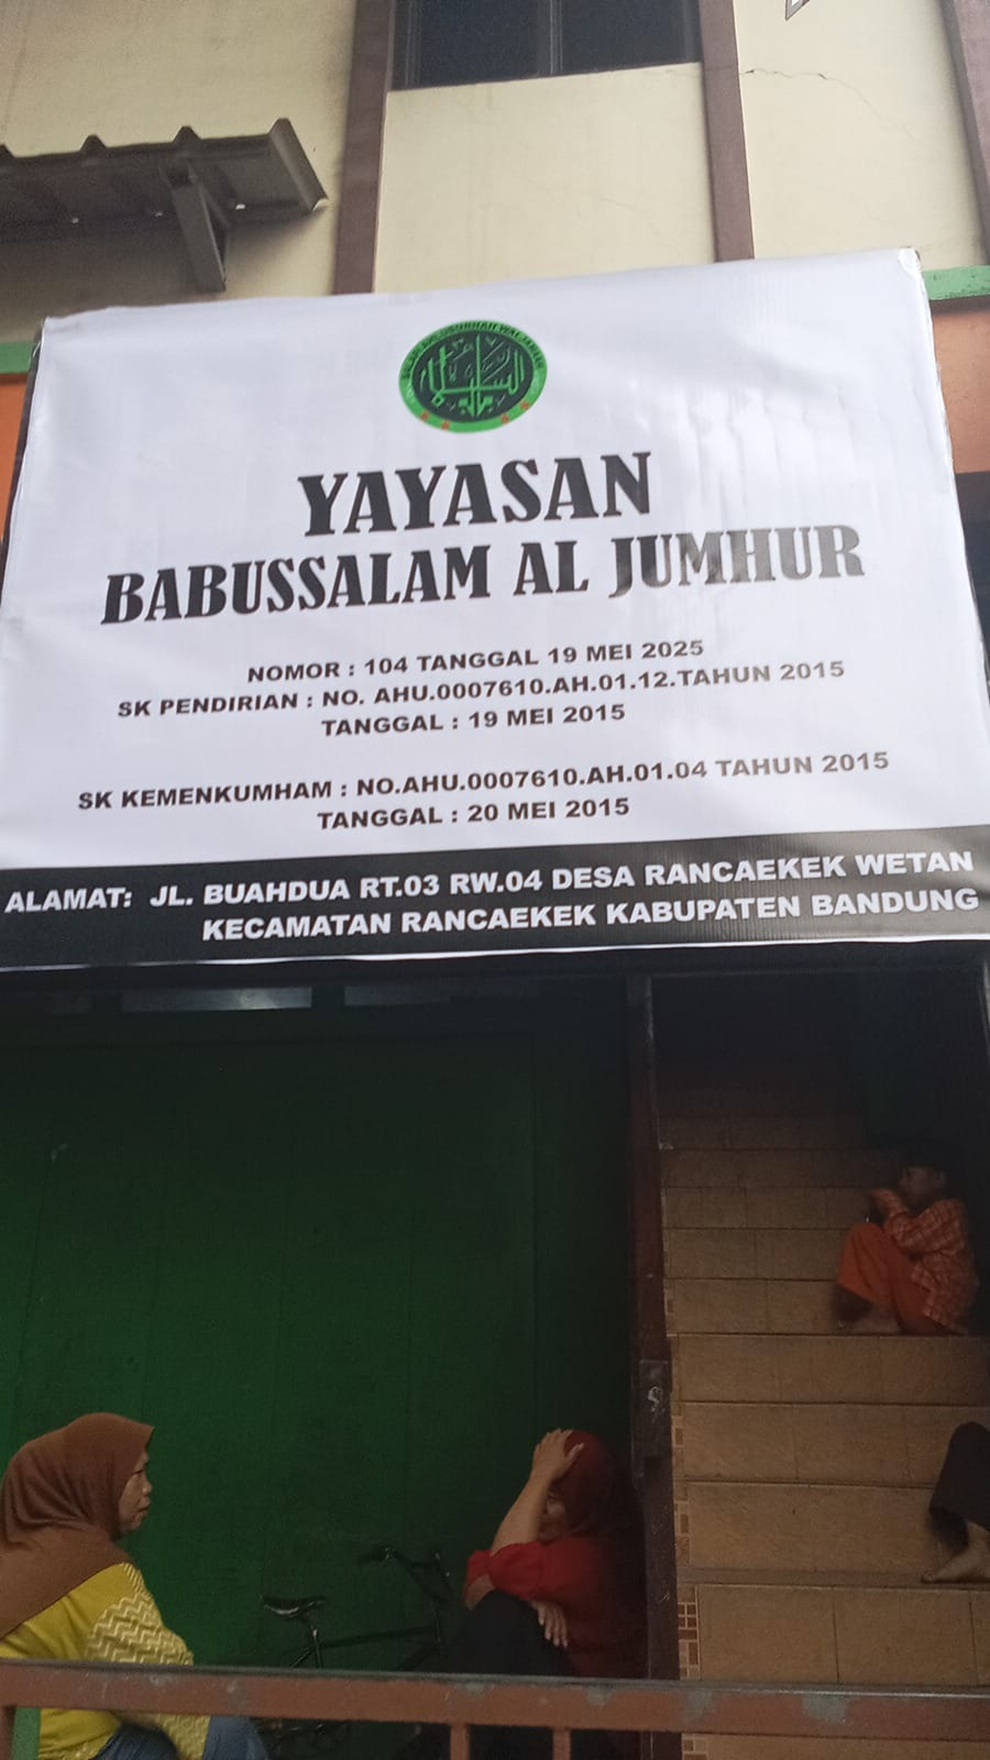 YAYASAN
BABUSSALAM AL JUMHUR
NOMOR : 104 TANGGAL 19 MEI 2025
SK PENDIRIAN : NO. AHU.0007610.AH.01.12.TAHUN 2015
TANGGAL : 19 MEI 2015
SK KEMENKUMHAM : NO.AHU.0007610.AH.01.04 TAHUN 2015
TANGGAL : 20 MEI 2015
ALAMAT: JL. BUAHDUA RT.03 RW.04 DESA RANCAEKEK WETAN
KECAMATAN RANCAEKEK KABUPATEN BANDUNG